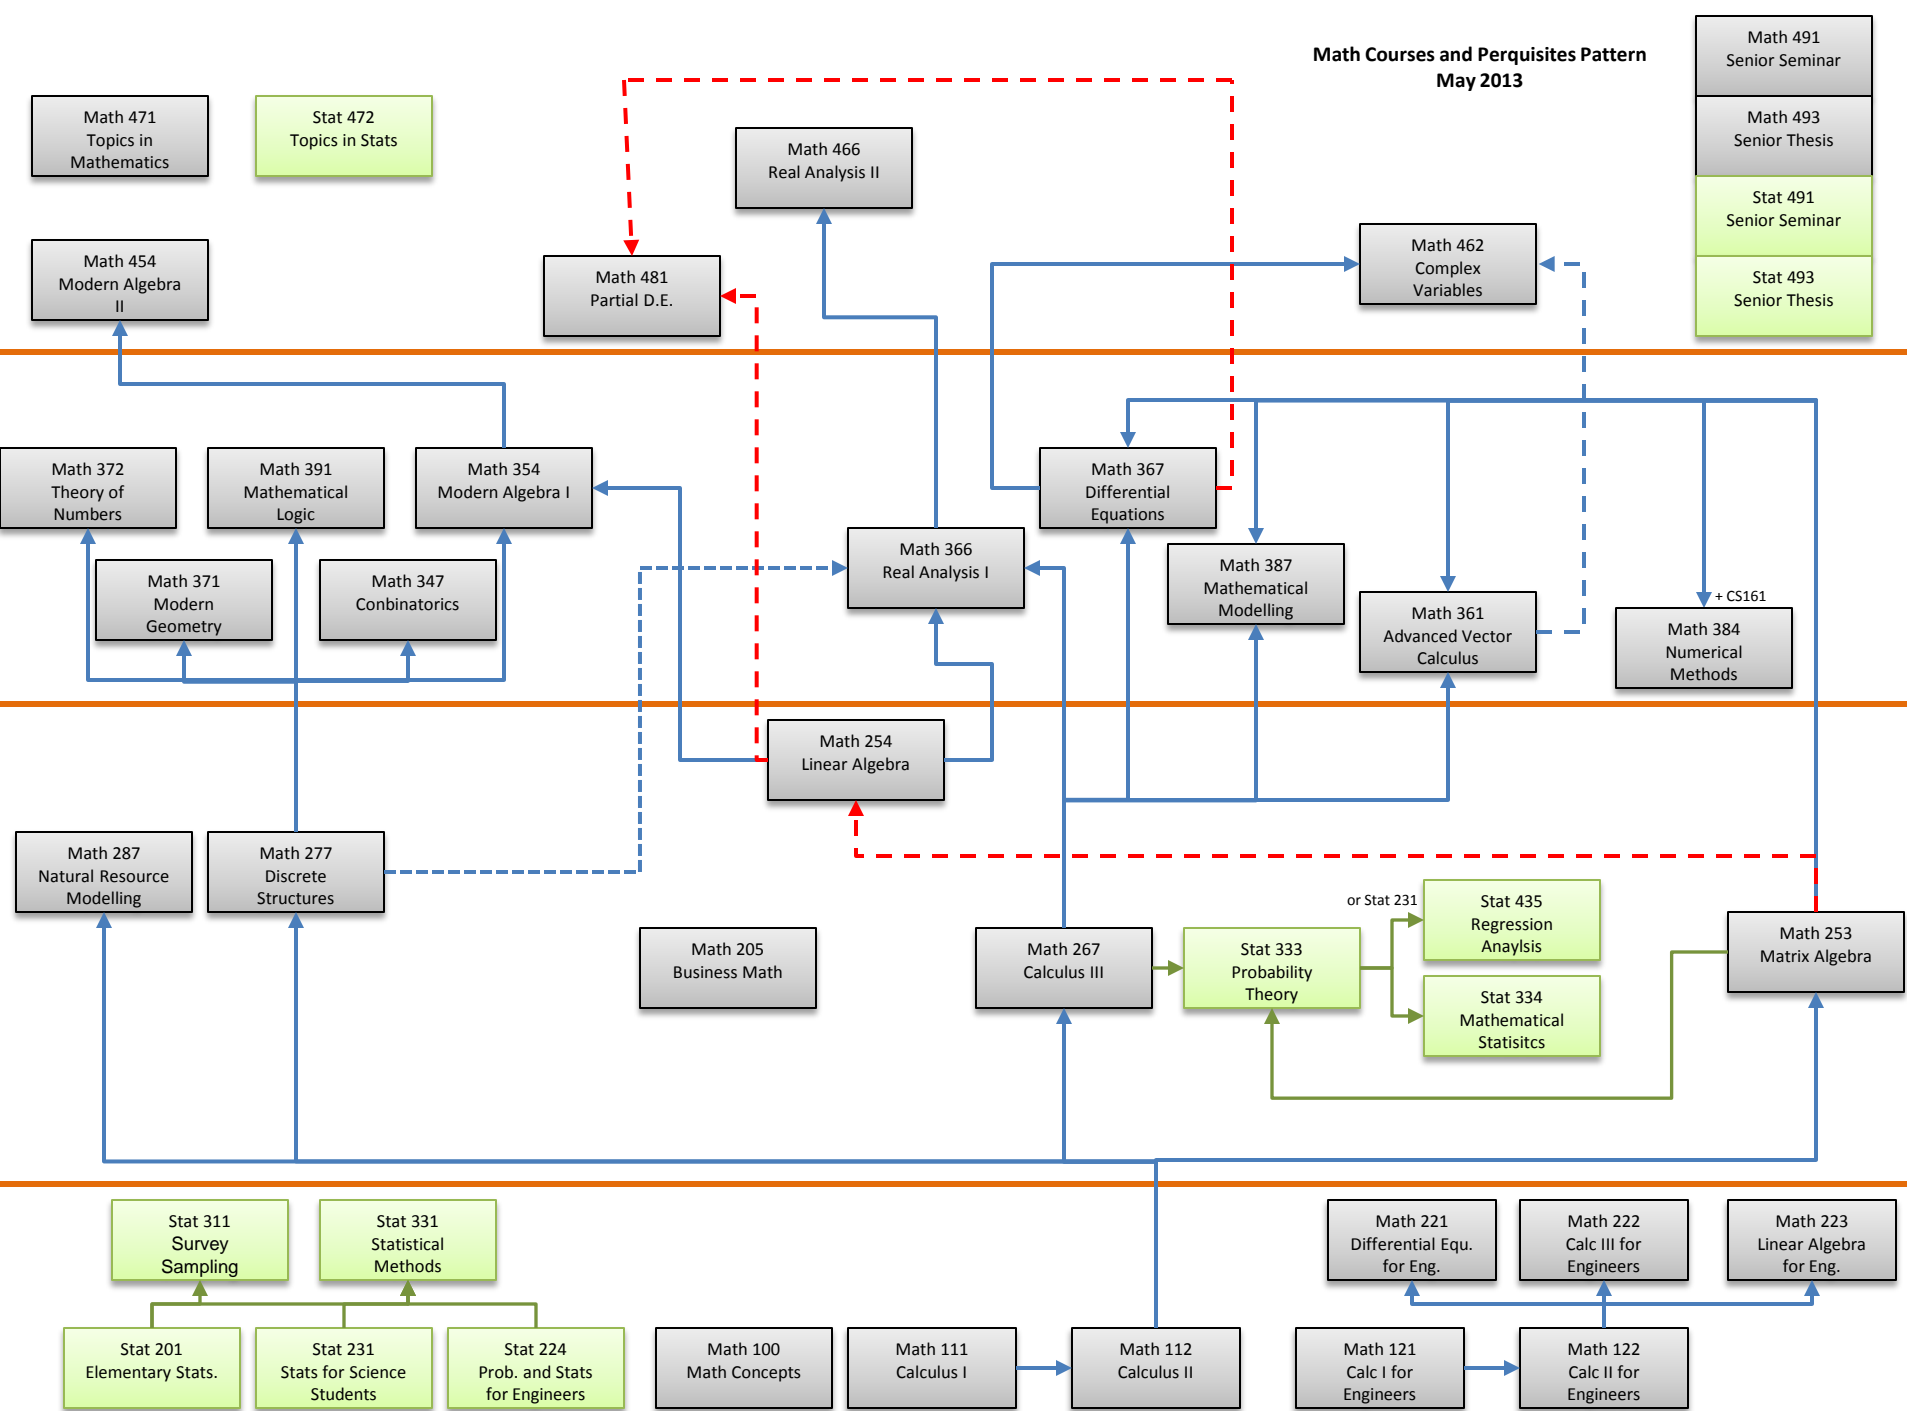 Math Courses and Perquisites Pattern
May 2013
Math 491
Senior Seminar
Math 493
Senior Thesis
Stat 491
Senior Seminar
Stat 493
Senior Thesis
Math 471
Topics in
Mathematics
Stat 472
Topics in Stats
Math 466
Real Analysis II
Math 454
Modern Algebra
II
Math 481
Partial D.E.
Math 462
Complex
Variables
Math 372
Theory of
Numbers
Math 391
Mathematical
Logic
Math 354
Modern Algebra I
Math 367
Differential
Equations
Math 371
Modern
Geometry
Math 347
Conbinatorics
Math 366
Real Analysis I
Math 387
Mathematical
Modelling
Math 361
Advanced Vector
Calculus
+ CS161
Math 384
Numerical
Methods
Math 254
Linear Algebra
Math 287
Natural Resource
Modelling
Math 277
Discrete
Structures
Math 205
Business Math
Math 267
Calculus III
Stat 333
Probability
Theory
or Stat 231
Stat 435
Regression
Anaylsis
Stat 334
Mathematical
Statisitcs
Math 253
Matrix Algebra
Stat 311
Survey
Sampling
Stat 331
Statistical
Methods
Math 221
Differential Equ.
for Eng.
Math 222
Calc III for
Engineers
Math 223
Linear Algebra
for Eng.
Stat 201
Elementary Stats.
Stat 231
Stats for Science
Students
Stat 224
Prob. and Stats
for Engineers
Math 100
Math Concepts
Math 111
Calculus I
Math 112
Calculus II
Math 121
Calc I for
Engineers
Math 122
Calc II for
Engineers